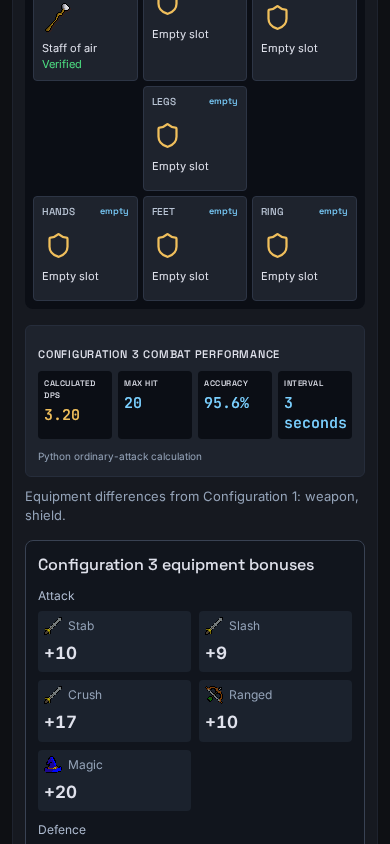 Staff of air
Verified
Empty slot
Empty slot
LEGS empty
Empty slot
HANDS empty
Empty slot
FEET empty
Empty slot
RING empty
Empty slot
CONFIGURATION 3 COMBAT PERFORMANCE
CALCULATED
DPS
3.20
MAX HIT
20
ACCURACY
95.6%
INTERVAL
3
seconds
Python ordinary-attack calculation
Equipment differences from Configuration 1: weapon,
shield.
Configuration 3 equipment bonuses
Attack
Stab
+10
Slash
+9
Crush
+17
Ranged
+10
Magic
+20
Defence